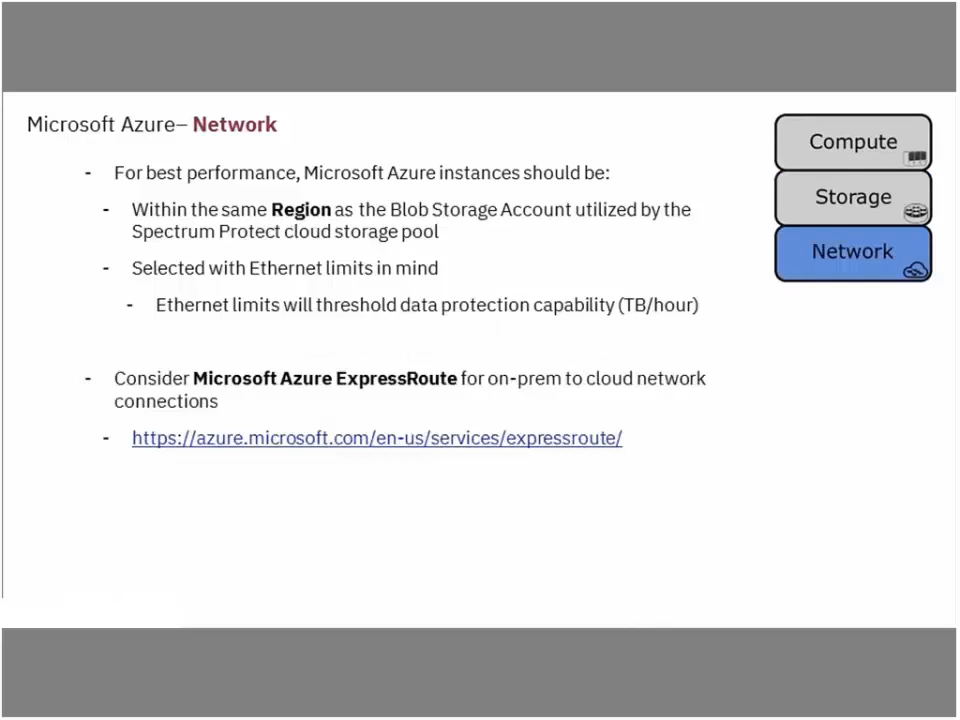 Microsoft Azure– Network
- For best performance, Microsoft Azure instances should be:
- Within the same Region as the Blob Storage Account utilized by the
Spectrum Protect cloud storage pool
- Selected with Ethernet limits in mind
- Ethernet limits will threshold data protection capability (TB/hour)
- Consider Microsoft Azure ExpressRoute for on-prem to cloud network
connections
- https://azure.microsoft.com/en-us/services/expressroute/
Compute
Storage
Network